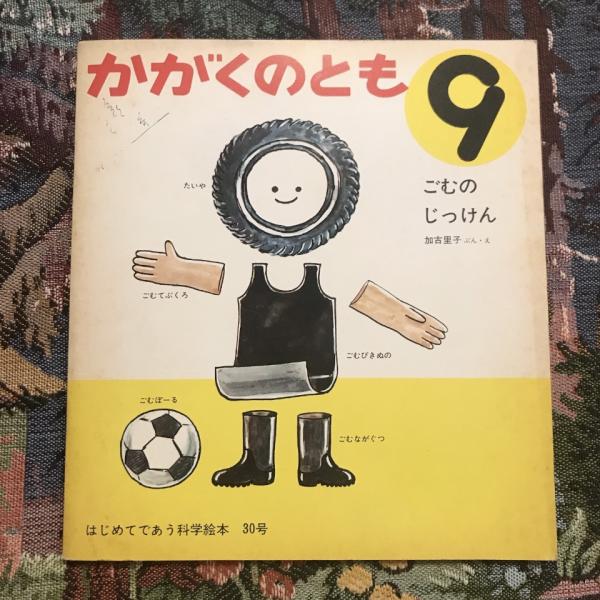 かがくのとも
9
ごむの
じっけん
加古里子 ぶん・え
たいや
ごむてぶくろ
ごむびきぬの
ごむぼーる
ごむながぐつ
はじめてであう科学絵本 30号